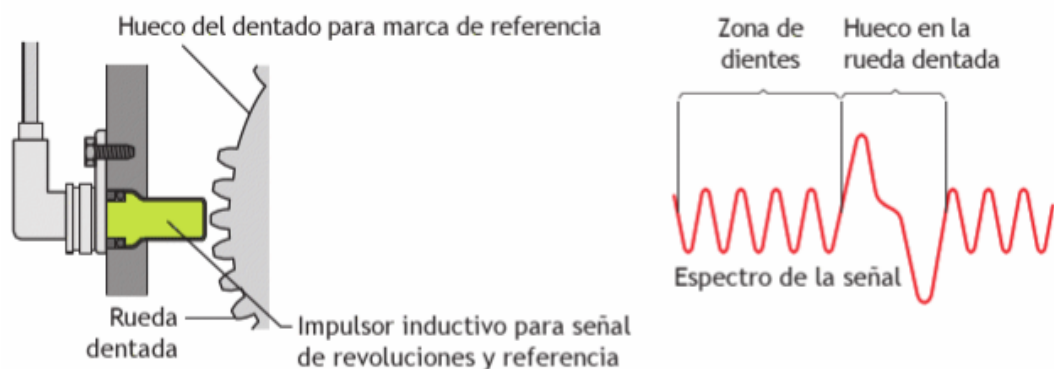 Hueco del dentado para marca de referencia
Rueda
dentada
Impulsor inductivo para señal
de revoluciones y referencia
Zona de
dientes
Hueco en la
rueda dentada
Espectro de la señal